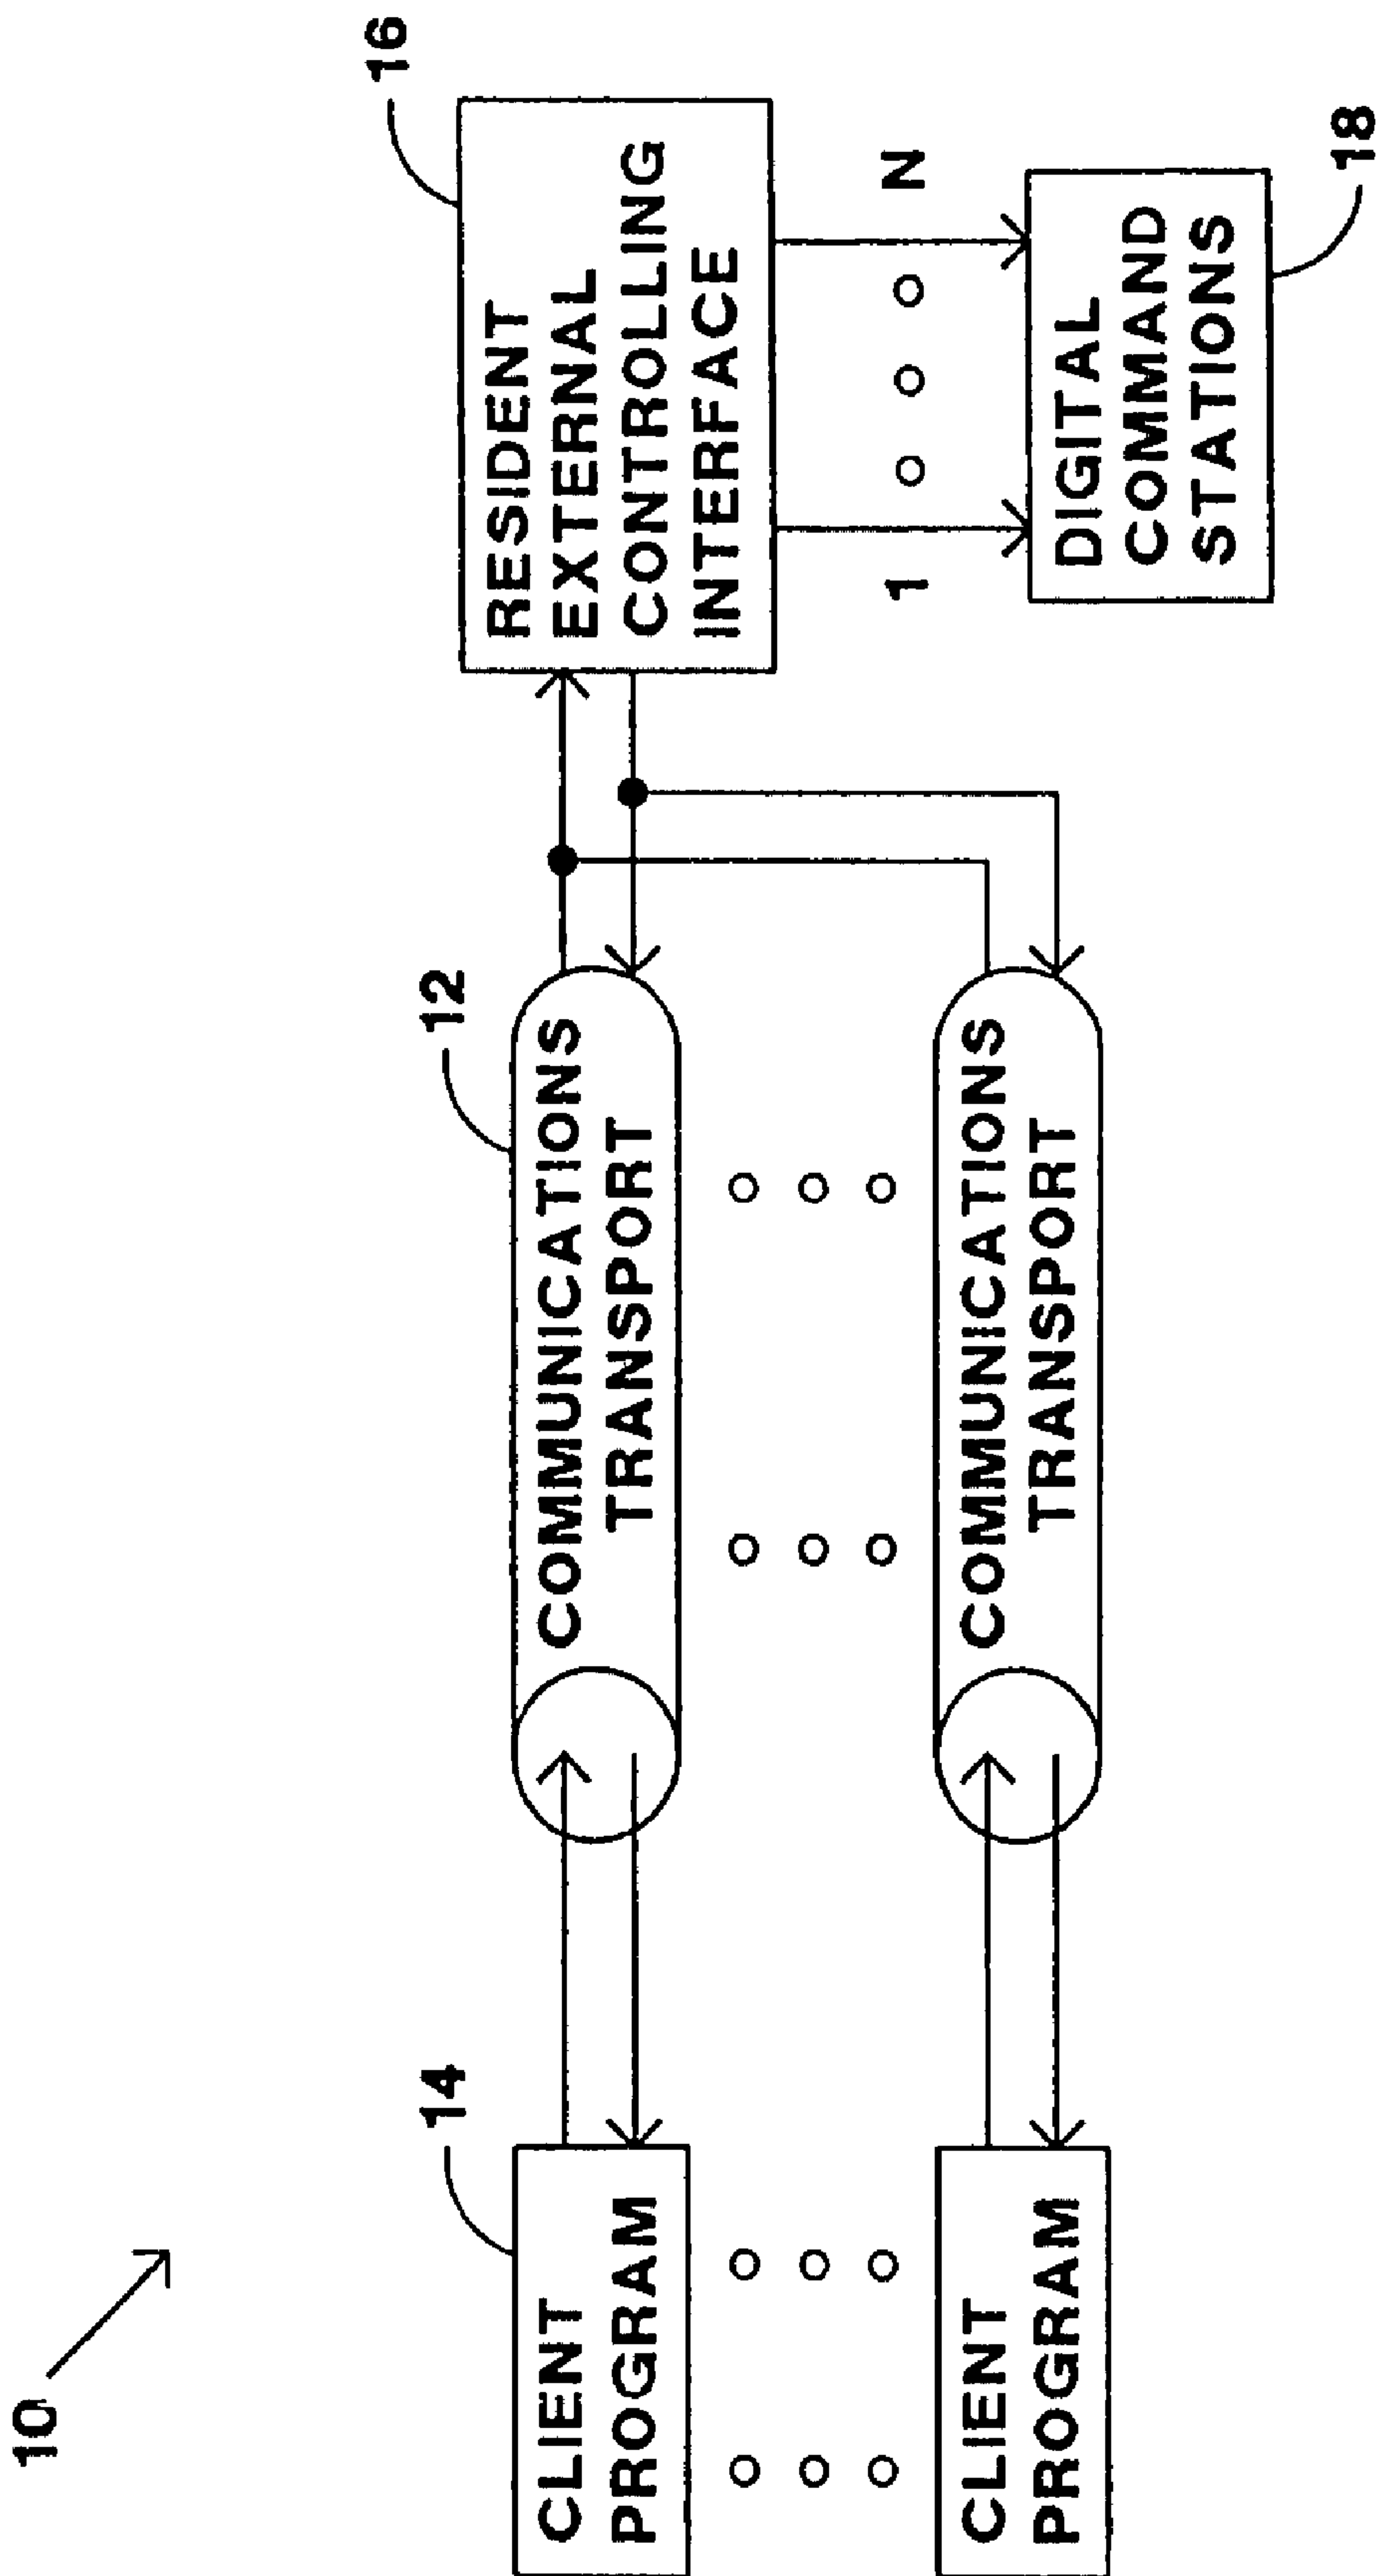 10
14
CLIENT
PROGRAM
12
COMMUNICATIONS
TRANSPORT
16
RESIDENT
EXTERNAL
CONTROLLING
INTERFACE
1
N
DIGITAL
COMMAND
STATIONS
18
CLIENT
PROGRAM
COMMUNICATIONS
TRANSPORT